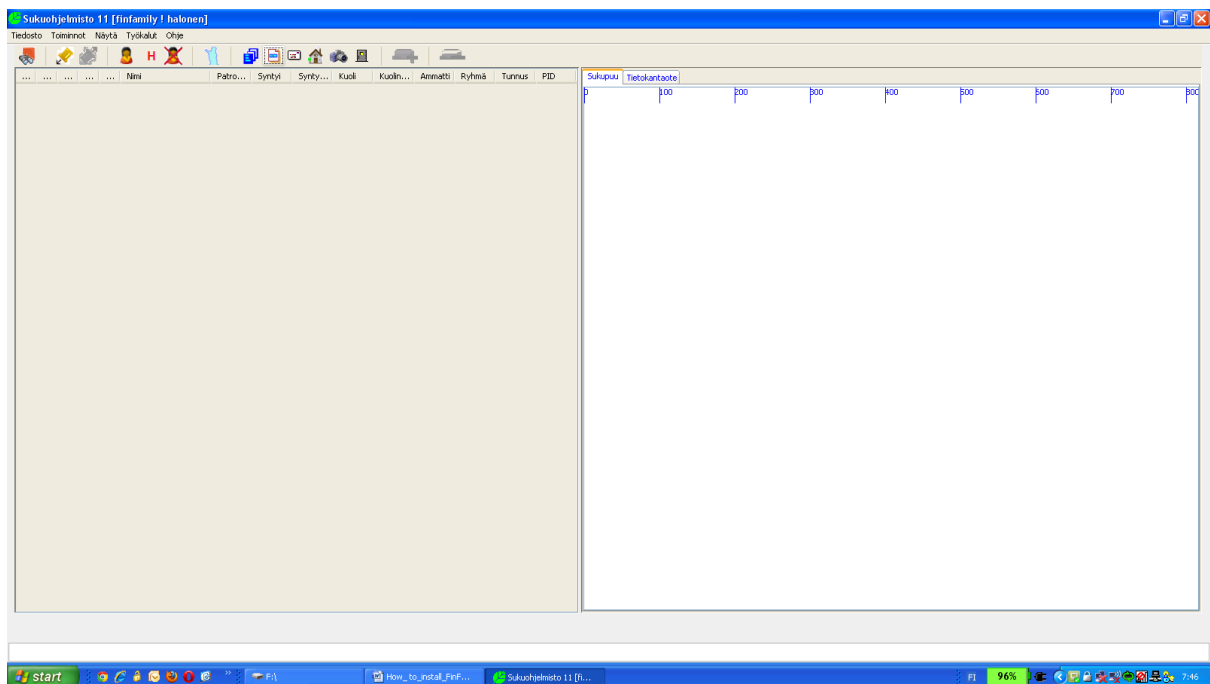 Sukuohjelmisto 11 [finfamily ! halonen]
Tiedosto Toiminnot Näytä Työkalut Ohje
H
... ... ... ... ... Nimi Patro... Syntyi Synty... Kuoli Kuolin... Ammatti Ryhmä Tunnus PID
Sukupuu Tietokantaote
0 100 200 300 400 500 600 700 800
start F:\ How_to_install_FinF... Sukuohjelmisto 11 [fi... FI 96% 7:46